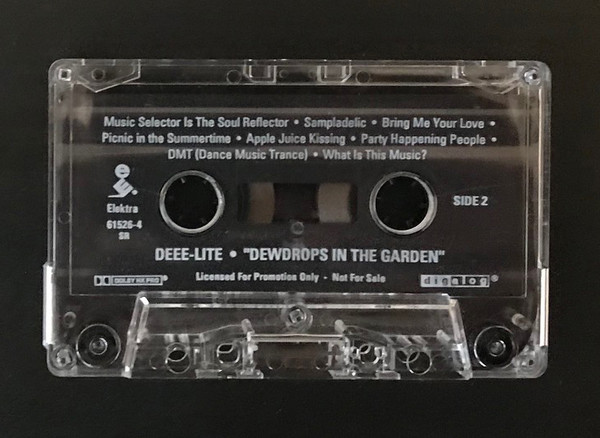 Music Selector Is The Soul Reflector • Sampladelic • Bring Me Your Love •
Picnic in the Summertime • Apple Juice Kissing • Party Happening People •
DMT (Dance Music Trance) • What Is This Music?
Elektra
61526-4
SR
SIDE 2
DEEE-LITE • "DEWDROPS IN THE GARDEN"
DOLBY HX PRO®
Licensed For Promotion Only - Not For Sale
digalog®